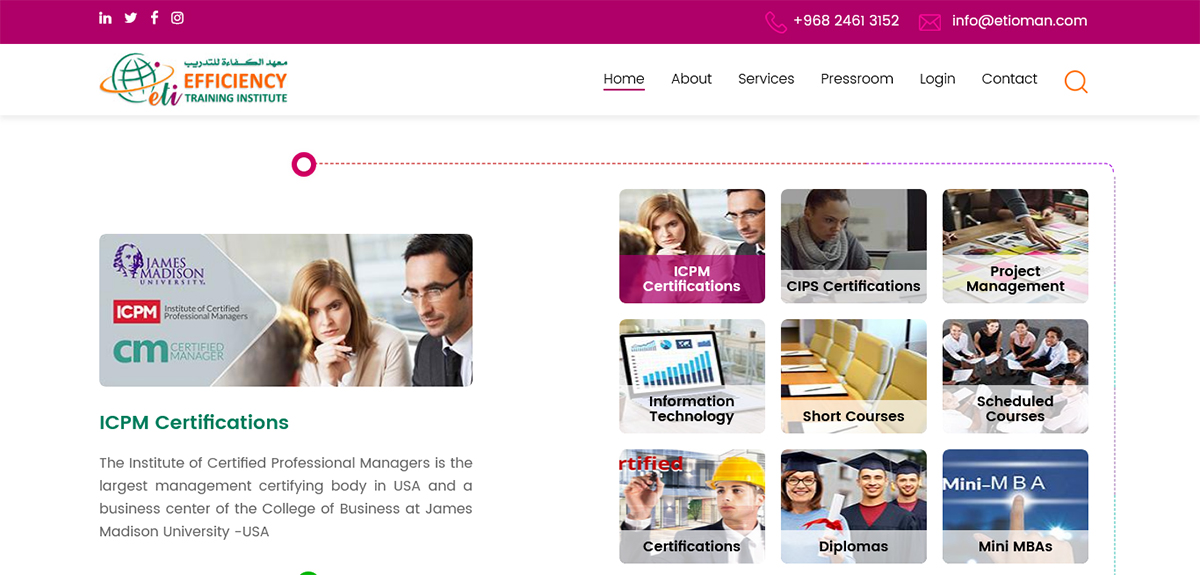 +968 2461 3152 info@etioman.com
معهد الكفاءة للتدريب
EFFICIENCY
eti TRAINING INSTITUTE
Home About Services Pressroom Login Contact
JAMES
MADISON
UNIVERSITY.
ICPM Institute of Certified
Professional Managers
cm CERTIFIED
MANAGER
ICPM Certifications
The Institute of Certified Professional Managers is the
largest management certifying body in USA and a
business center of the College of Business at James
Madison University -USA
ICPM
Certifications
CIPS Certifications
Project
Management
Information
Technology
Short Courses
Scheduled
Courses
rtified
Certifications
Diplomas
Mini-MBA
Mini MBAs